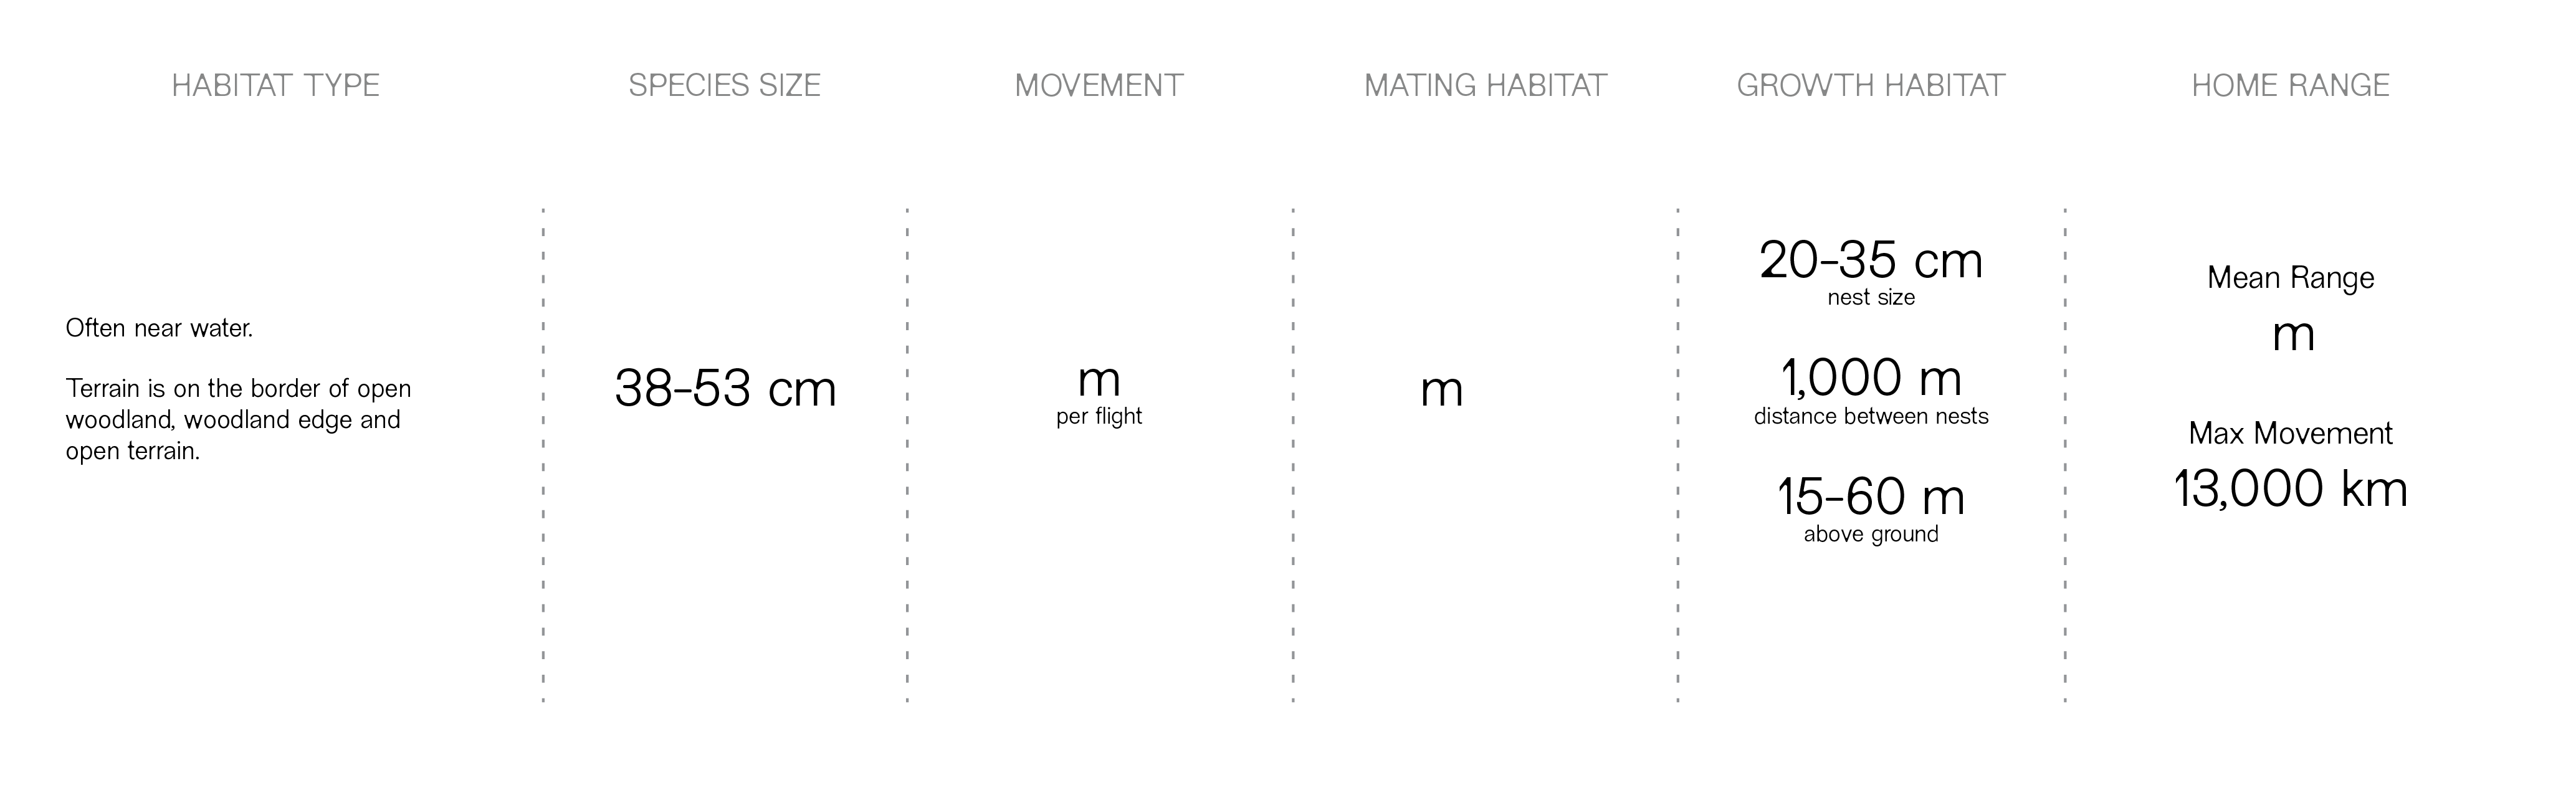 HABITAT TYPE
SPECIES SIZE
MOVEMENT
MATING HABITAT
GROWTH HABITAT
HOME RANGE
Often near water.
Terrain is on the border of open
woodland, woodland edge and
open terrain.
38-53 cm
m
per flight
m
20-35 cm
nest size
1,000 m
distance between nests
15-60 m
above ground
Mean Range
m
Max Movement
13,000 km